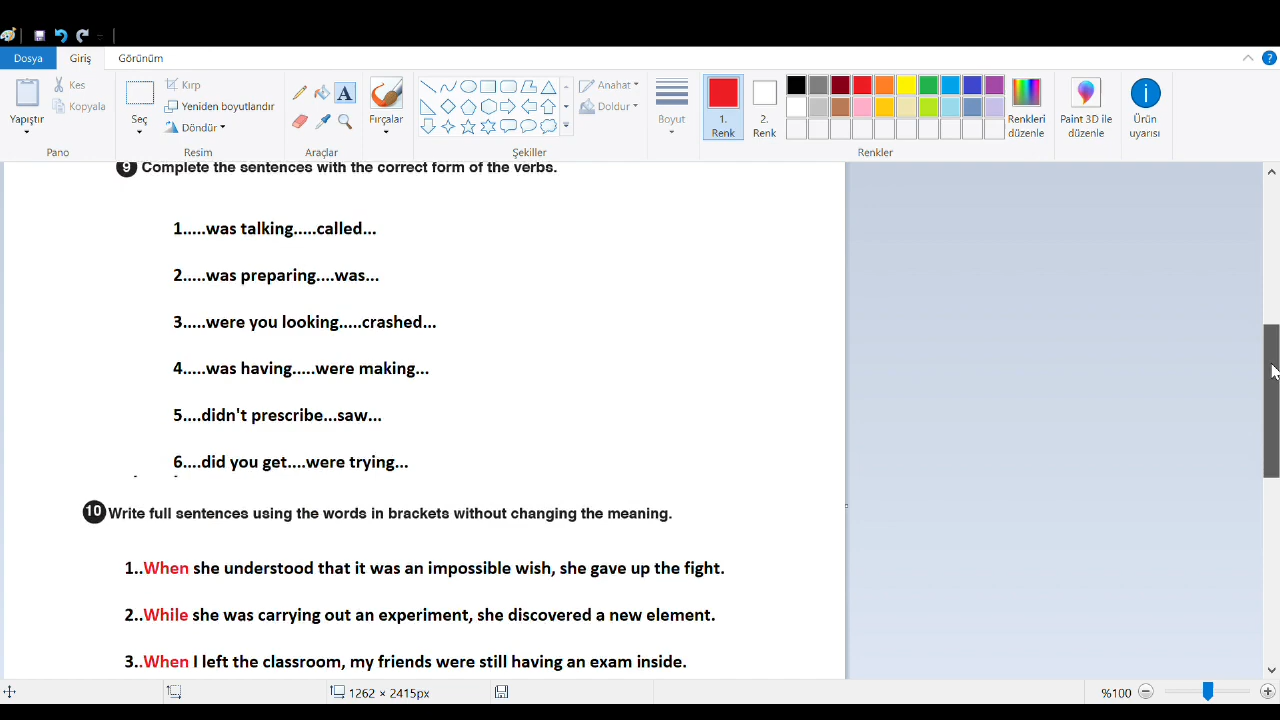 Dosya Giriş Görünüm
Yapıştır
Kes
Kopyala
Pano
Seç
Kırp
Yeniden boyutlandır
Döndür
Resim
A
Araçlar
Fırçalar
Anahat
Doldur
Şekiller
Boyut
1. Renk
2. Renk
Renkleri düzenle
Renkler
Paint 3D ile düzenle
Ürün uyarısı
9 Complete the sentences with the correct form of the verbs.
1.....was talking.....called...
2.....was preparing....was...
3.....were you looking.....crashed...
4.....was having.....were making...
5....didn't prescribe...saw...
6....did you get....were trying...
10 Write full sentences using the words in brackets without changing the meaning.
1..When she understood that it was an impossible wish, she gave up the fight.
2..While she was carrying out an experiment, she discovered a new element.
3..When I left the classroom, my friends were still having an exam inside.
1262 × 2415px
%100